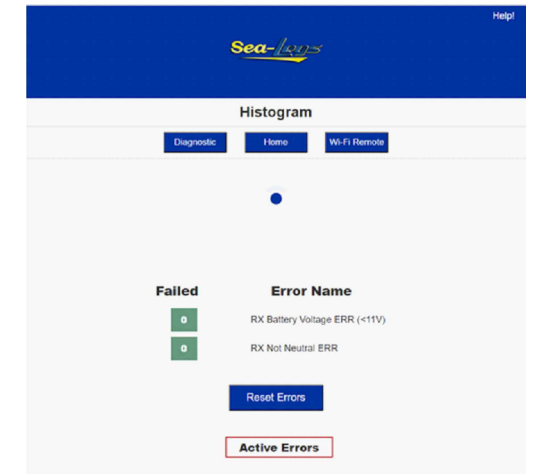 Help!
Sea-Legs
Histogram
Diagnostic Home Wi-Fi Remote
Failed Error Name
0 RX Battery Voltage ERR (<11V)
0 RX Not Neutral ERR
Reset Errors
Active Errors